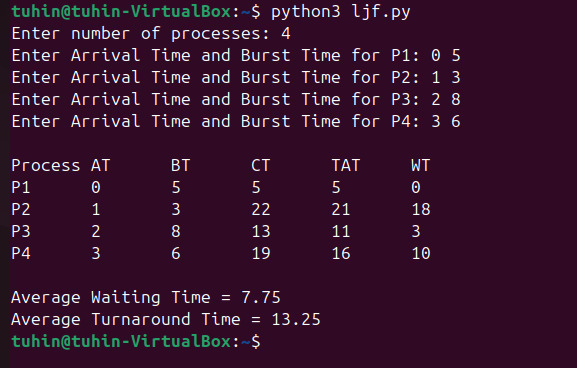 tuhin@tuhin-VirtualBox:~$ python3 ljf.py
Enter number of processes: 4
Enter Arrival Time and Burst Time for P1: 0 5
Enter Arrival Time and Burst Time for P2: 1 3
Enter Arrival Time and Burst Time for P3: 2 8
Enter Arrival Time and Burst Time for P4: 3 6
Process AT BT CT TAT WT
P1 0 5 5 5 0
P2 1 3 22 21 18
P3 2 8 13 11 3
P4 3 6 19 16 10
Average Waiting Time = 7.75
Average Turnaround Time = 13.25
tuhin@tuhin-VirtualBox:~$